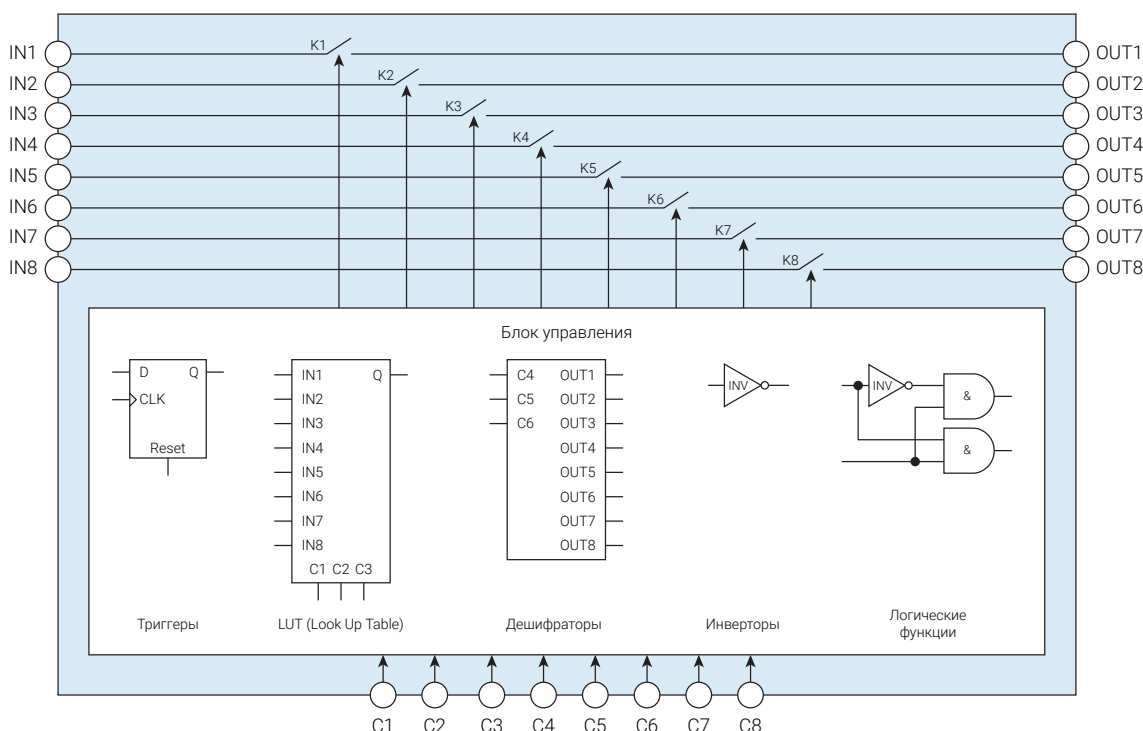 IN1 K1 OUT1
IN2 K2 OUT2
IN3 K3 OUT3
IN4 K4 OUT4
IN5 K5 OUT5
IN6 K6 OUT6
IN7 K7 OUT7
IN8 K8 OUT8
Блок управления
D Q
CLK
Reset
IN1 Q
IN2
IN3
IN4
IN5
IN6
IN7
IN8
C1 C2 C3
C4 OUT1
C5 OUT2
C6 OUT3
OUT4
OUT5
OUT6
OUT7
OUT8
INV
INV
&
&
Триггеры
LUT (Look Up Table)
Дешифраторы
Инверторы
Логические
функции
C1 C2 C3 C4 C5 C6 C7 C8